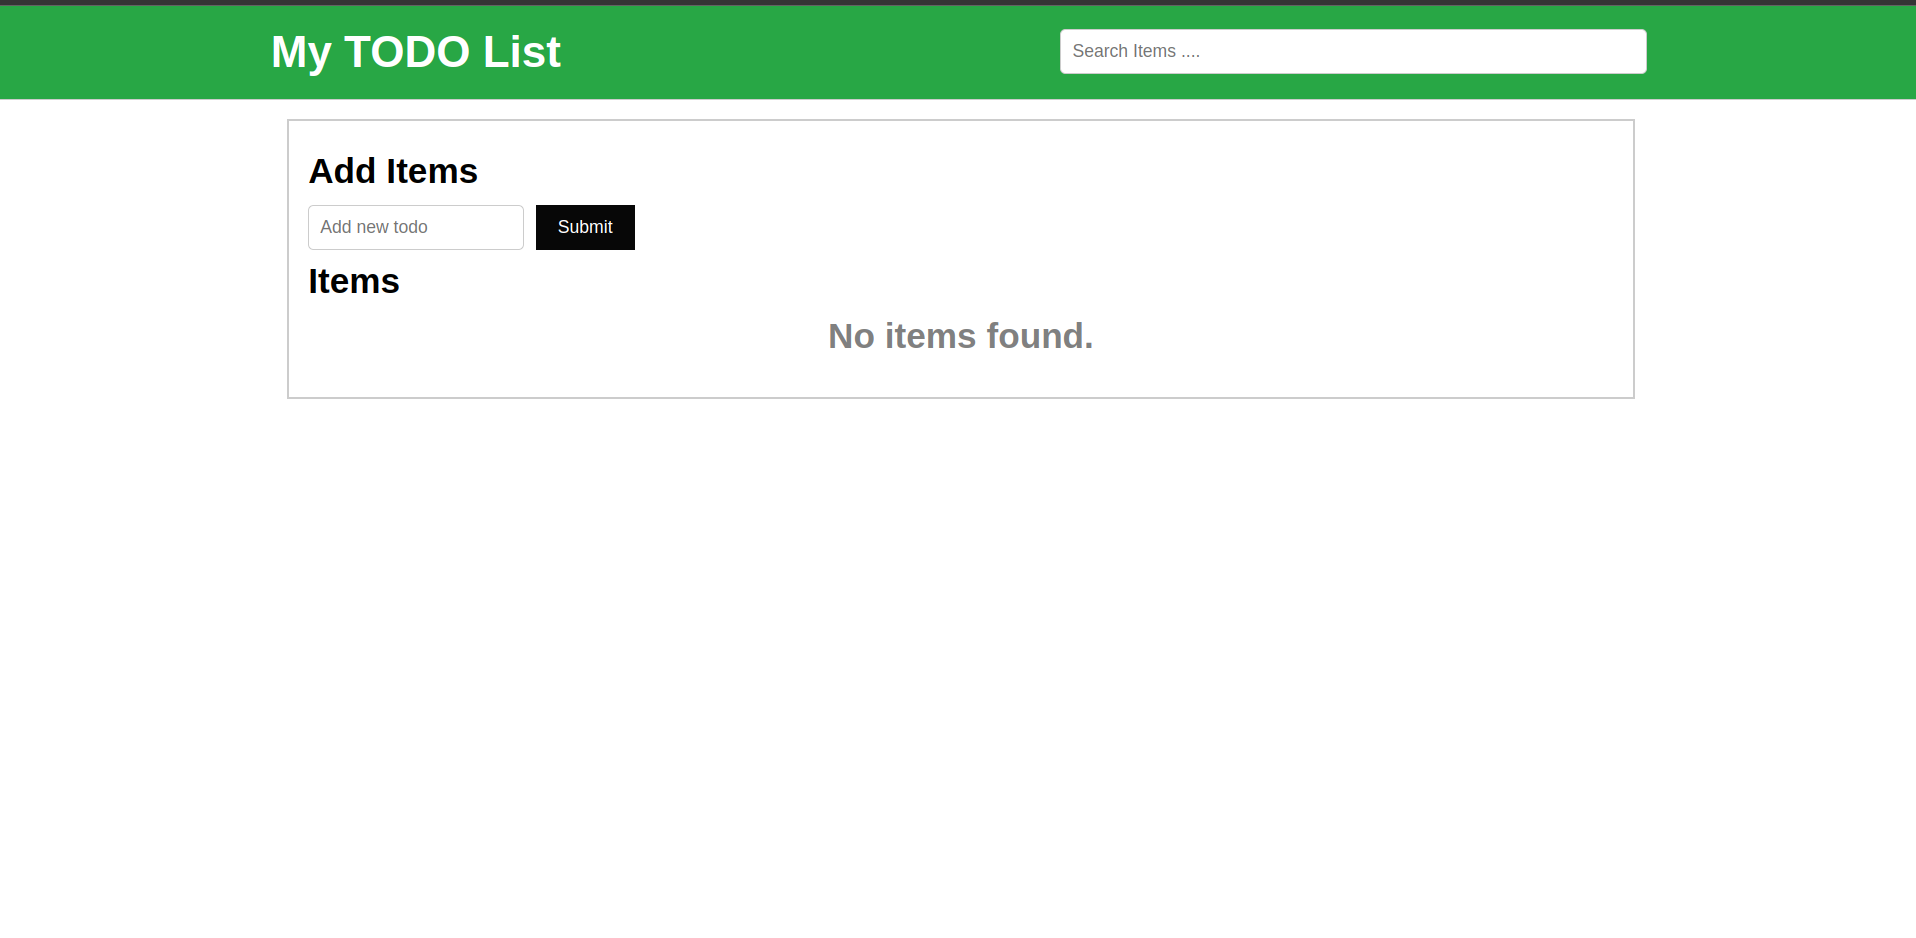 My TODO List
Search Items ....
Add Items
Add new todo
Submit
Items
No items found.